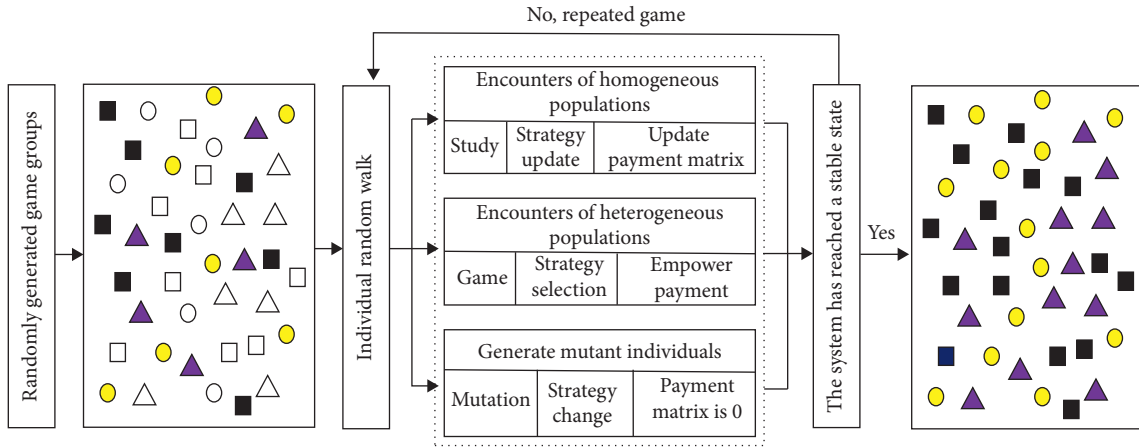 No, repeated game
Randomly generated game groups
Individual random walk
Encounters of homogeneous
populations
Study
Strategy
update
Update
payment matrix
Encounters of heterogeneous
populations
Game
Strategy
selection
Empower
payment
Generate mutant individuals
Mutation
Strategy
change
Payment
matrix is 0
The system has reached a stable state
Yes